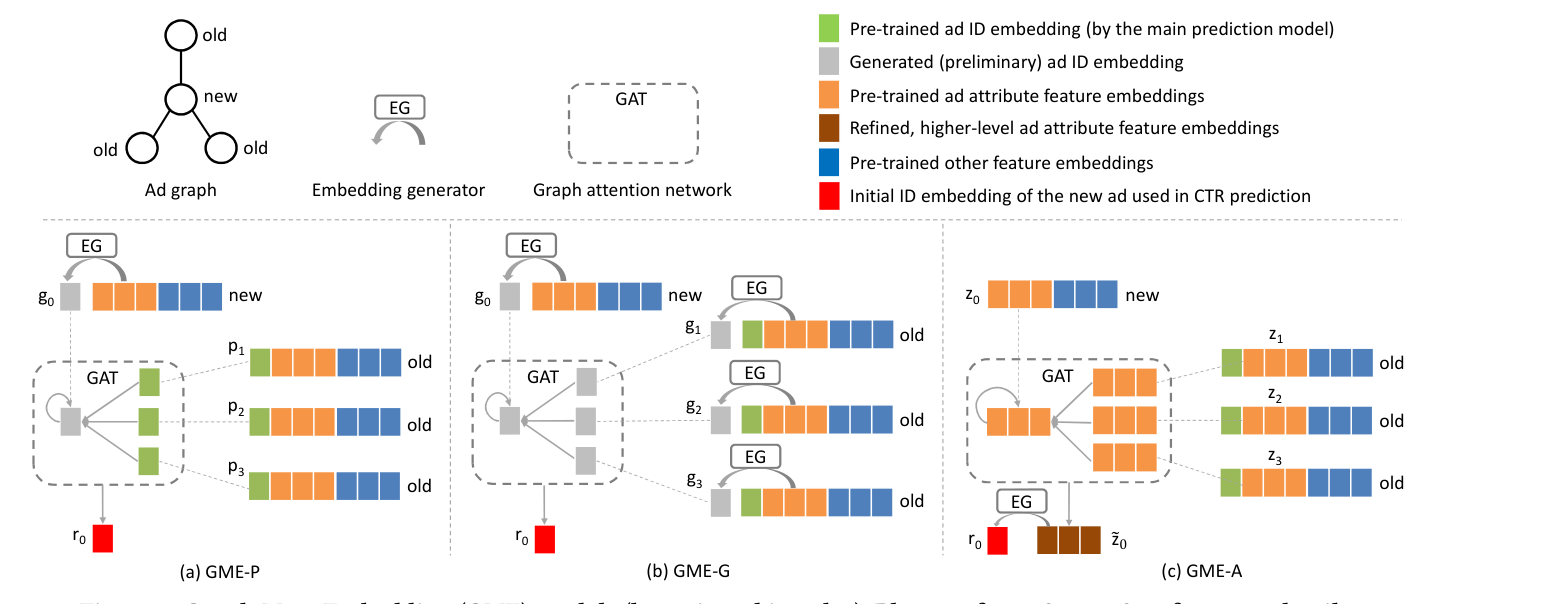 old
new
old
old
Ad graph
EG
Embedding generator
GAT
Graph attention network
Pre-trained ad ID embedding (by the main prediction model)
Generated (preliminary) ad ID embedding
Pre-trained ad attribute feature embeddings
Refined, higher-level ad attribute feature embeddings
Pre-trained other feature embeddings
Initial ID embedding of the new ad used in CTR prediction
EG
g₀
new
p₁
old
GAT
p₂
old
p₃
old
r₀
(a) GME-P
EG
g₀
new
EG
g₁
old
GAT
EG
g₂
old
EG
g₃
old
r₀
(b) GME-G
z₀
new
z₁
old
GAT
z₂
old
z₃
old
EG
r₀
z̃₀
(c) GME-A